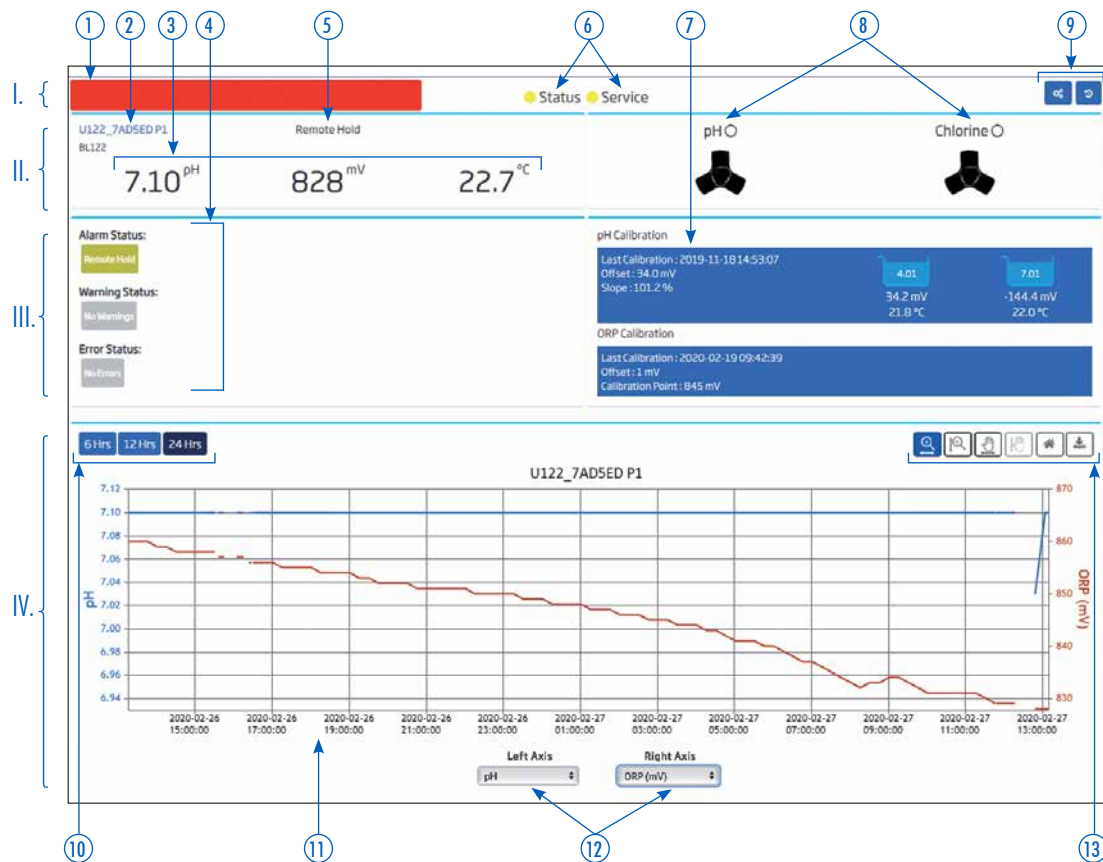 1 2 3 4 5 6 7 8 9
I.
Status Service
II.
U122_7AD5ED P1 Remote Hold
BL122
7.10 pH 828 mV 22.7 °C
pH Chlorine
III.
Alarm Status:
Remote Hold
Warning Status:
No Warnings
Error Status:
No Errors
pH Calibration
Last Calibration : 2019-11-18 14:53:07
Offset : 34.0 mV
Slope : 101.2 %
4.01 7.01
34.2 mV -144.4 mV
21.8 °C 22.0 °C
ORP Calibration
Last Calibration : 2020-02-19 09:42:39
Offset : 1 mV
Calibration Point : 845 mV
IV.
6 Hrs 12 Hrs 24 Hrs
U122_7AD5ED P1
7.12
7.10
7.06
7.04
7.02
7.00
6.98
6.96
6.94
pH
870
860
850
840
830
ORP (mV)
2020-02-26 2020-02-26 2020-02-26 2020-02-26 2020-02-26 2020-02-27 2020-02-27 2020-02-27 2020-02-27 2020-02-27 2020-02-27 2020-02-27
15:00:00 17:00:00 19:00:00 21:00:00 23:00:00 01:00:00 03:00:00 05:00:00 07:00:00 09:00:00 11:00:00 13:00:00
Left Axis Right Axis
pH ORP (mV)
10 11 12 13